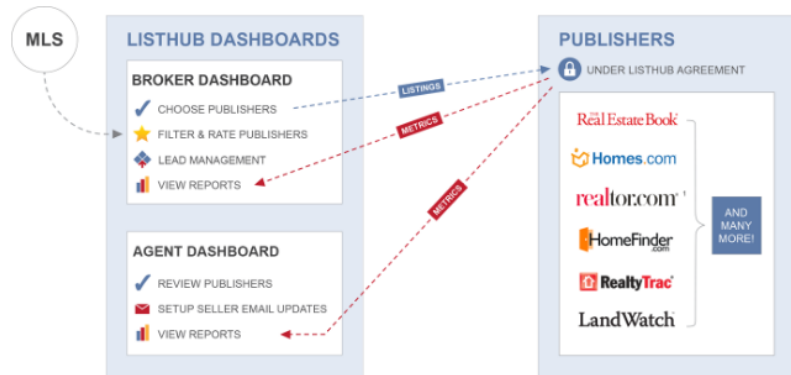 MLS
LISTHUB DASHBOARDS
BROKER DASHBOARD
CHOOSE PUBLISHERS
FILTER & RATE PUBLISHERS
LEAD MANAGEMENT
VIEW REPORTS
AGENT DASHBOARD
REVIEW PUBLISHERS
SETUP SELLER EMAIL UPDATES
VIEW REPORTS
LISTINGS
METRICS
METRICS
PUBLISHERS
UNDER LISTHUB AGREEMENT
THE
Real Estate Book
Homes.com
realtor.com 1
HomeFinder
.com
RealtyTrac
LandWatch
AND
MANY
MORE!